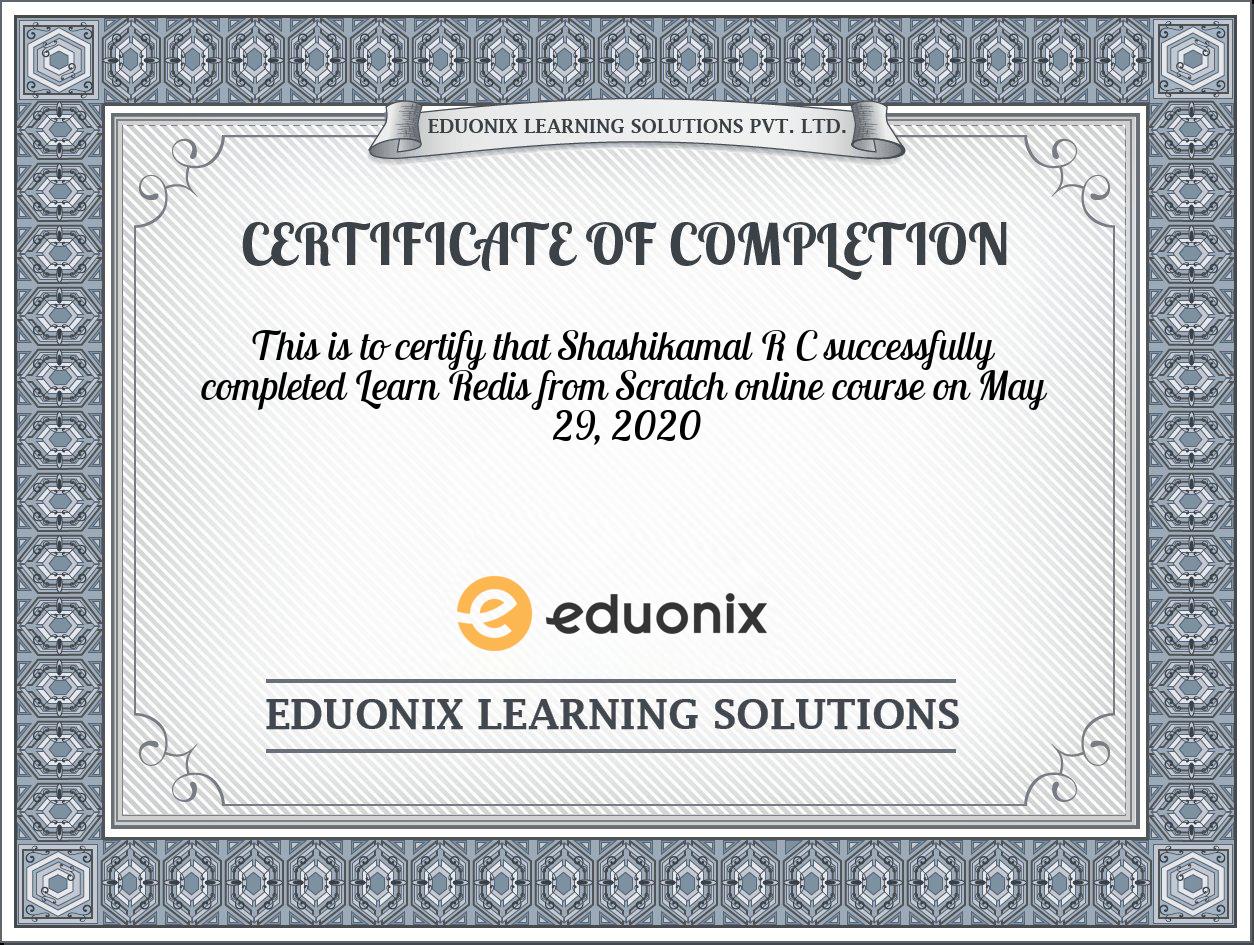 EDUONIX LEARNING SOLUTIONS PVT. LTD.
CERTIFICATE OF COMPLETION
This is to certify that Shashikamal R C successfully
completed Learn Redis from Scratch online course on May
29, 2020
e eduonix
EDUONIX LEARNING SOLUTIONS